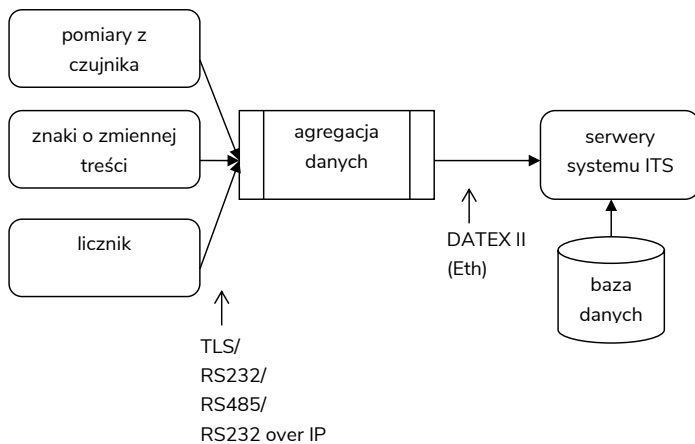 pomiary z
czujnika
znaki o zmiennej
treści
licznik
agregacja
danych
serwery
systemu ITS
DATEX II
(Eth)
baza
danych
TLS/
RS232/
RS485/
RS232 over IP